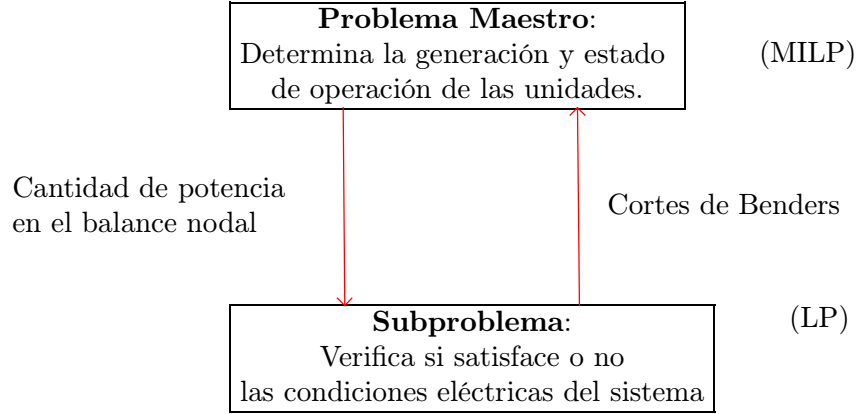 Problema Maestro:
Determina la generación y estado
de operación de las unidades.
(MILP)
Cantidad de potencia
en el balance nodal
Cortes de Benders
Subproblema:
Verifica si satisface o no
las condiciones eléctricas del sistema
(LP)